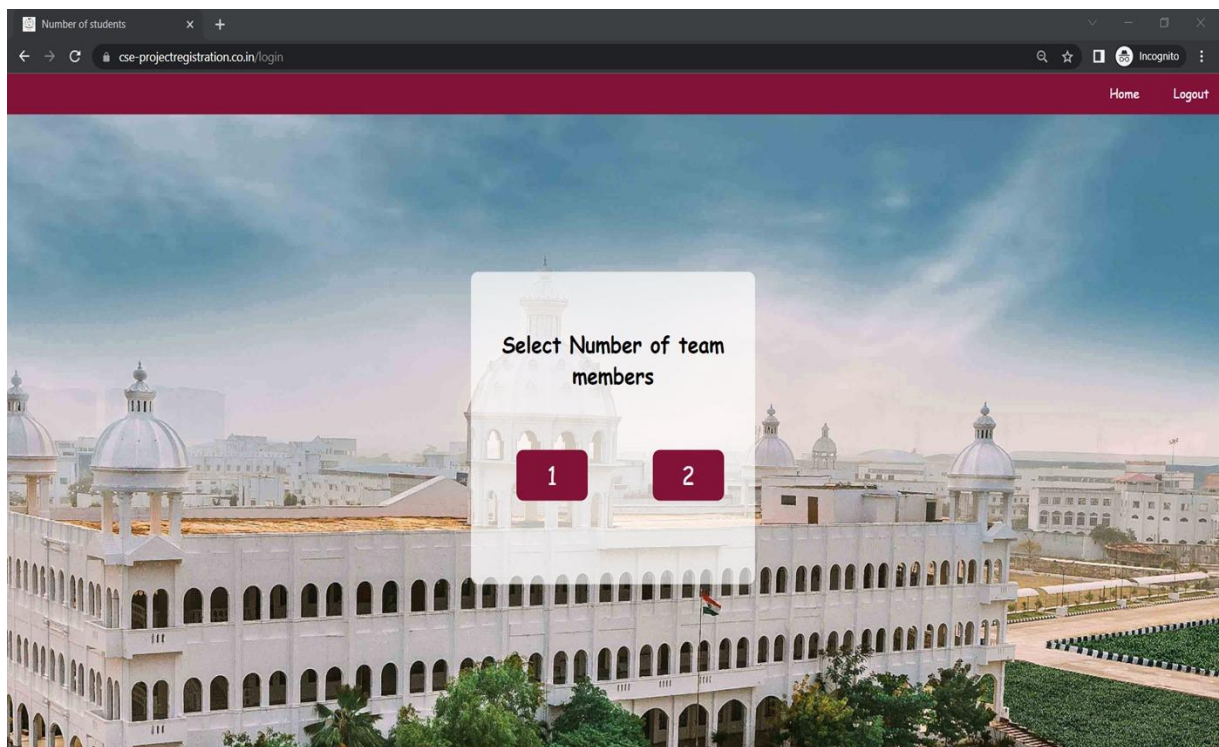 Number of students
cse-projectregistration.co.in/login
Incognito
Home Logout
Select Number of team
members
1 2